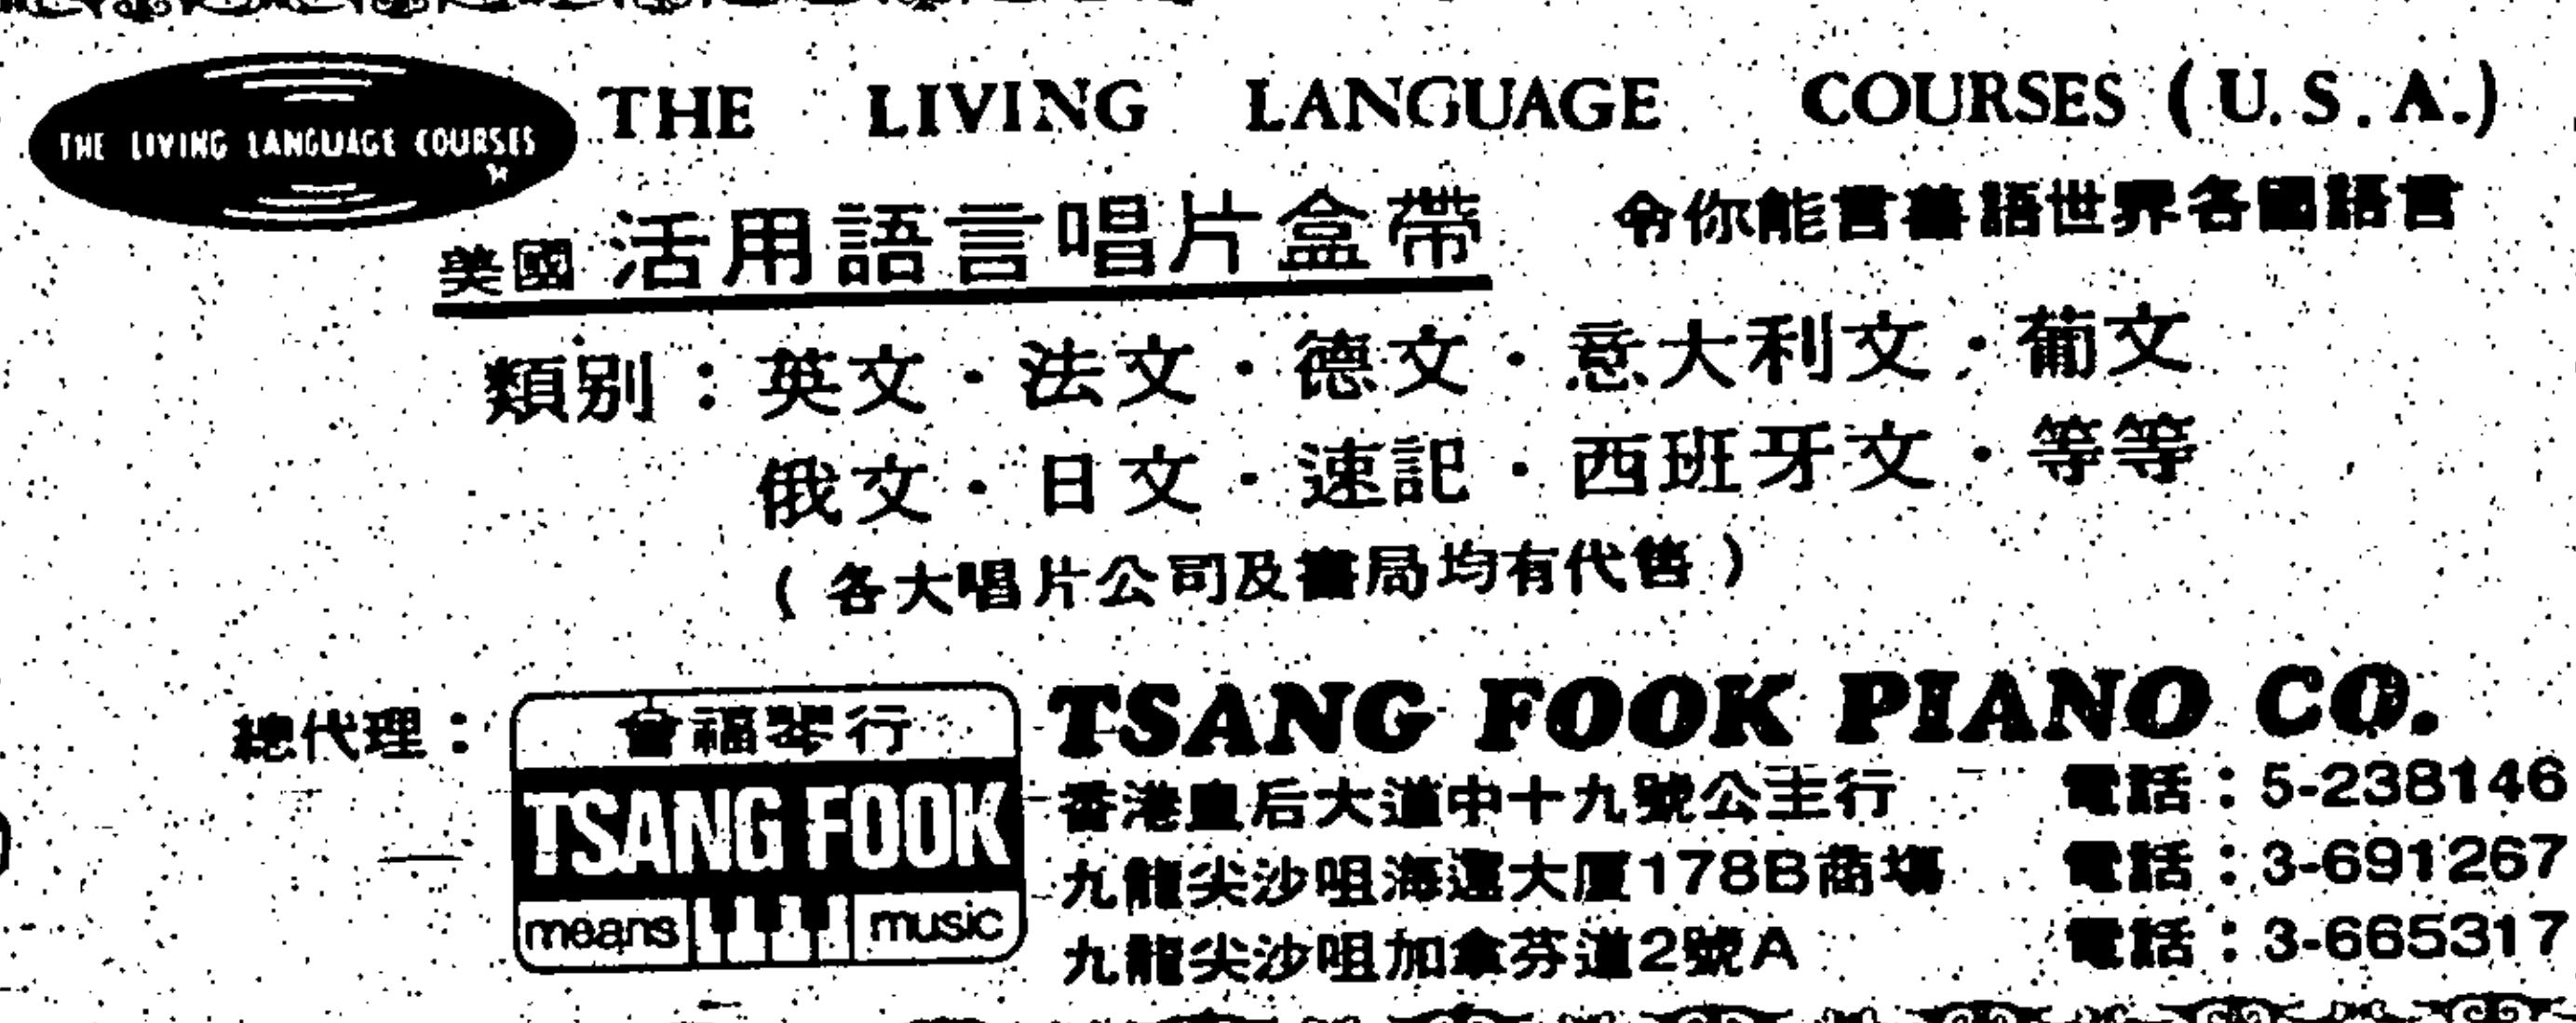 THE LIVING LANGUAGE COURSES
THE LIVING LANGUAGE COURSES (U.S.A.)
美國 活用語言唱片盒帶 令你能言善語世界各國語言
類別：英文・法文・德文・意大利文・葡文
俄文・日文・速記・西班牙文・等等
(各大唱片公司及書局均有代售)
總代理：
曾福琴行
TSANG FOOK
means music
TSANG FOOK PIANO CO.
香港皇后大道中十九號公主行 電話：5-238146
九龍尖沙咀海運大厦178B商塲 電話：3-691267
九龍尖沙咀加拿芬道2號A 電話：3-665317